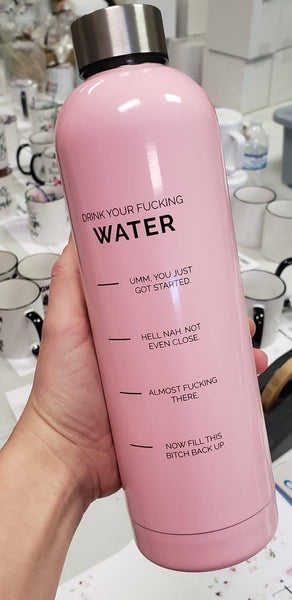 DRINK YOUR FUCKING
WATER
UMM, YOU JUST
GOT STARTED.
HELL NAH. NOT
EVEN CLOSE.
ALMOST FUCKING
THERE.
NOW FILL THIS
BITCH BACK UP.